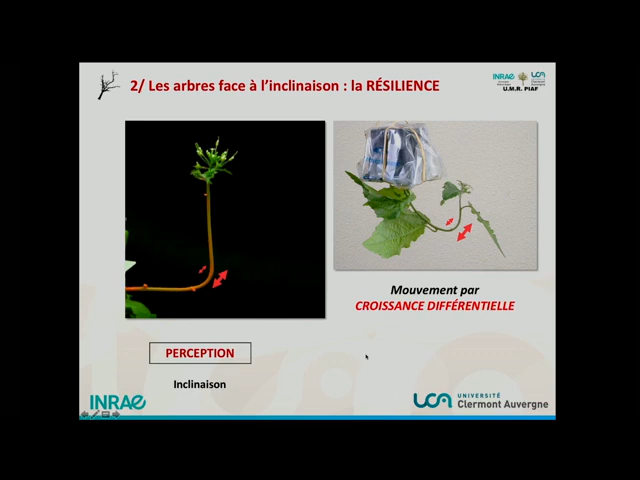 2/ Les arbres face à l'inclinaison : la RÉSILIENCE
INRAE
UCA
U.M.R. PIAF
Mouvement par
CROISSANCE DIFFÉRENTIELLE
PERCEPTION
Inclinaison
INRAE
UCA UNIVERSITÉ
Clermont Auvergne